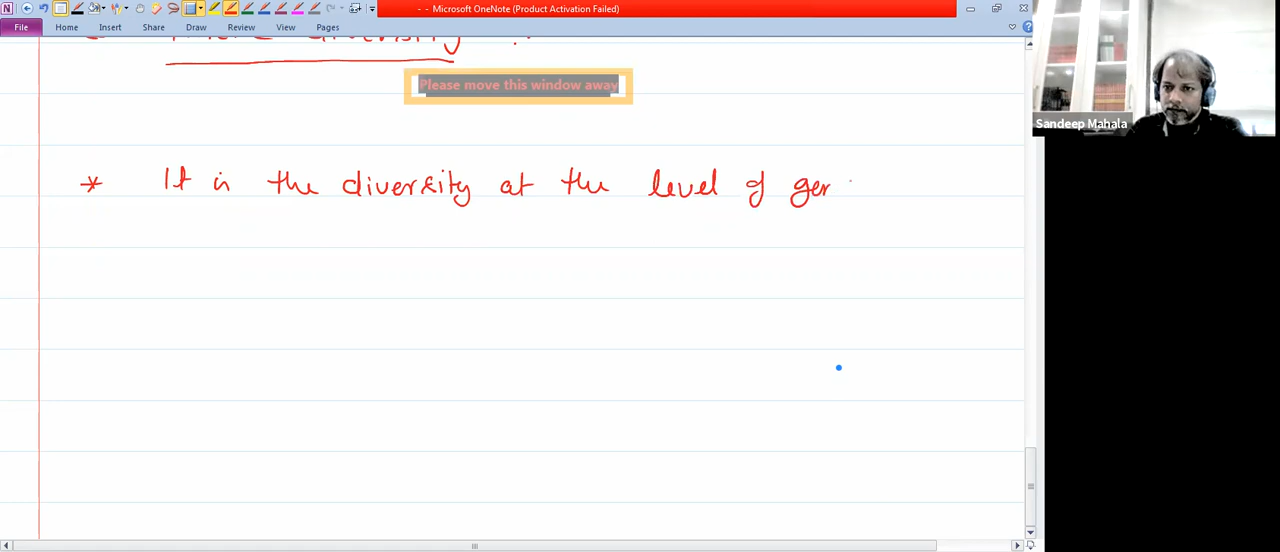 - - Microsoft OneNote (Product Activation Failed)
File Home Insert Share Draw Review Pages
diversity
Please move this window away
Sandeep Mahala
* It is the diversity at the level of ger